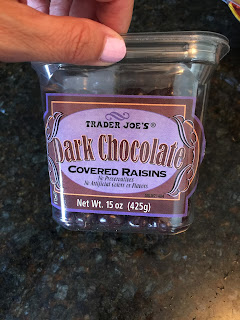 TRADER JOE'S®
Dark Chocolate
COVERED RAISINS
No Preservatives
No Artificial Colors or Flavors
Net Wt. 15 oz (425g)